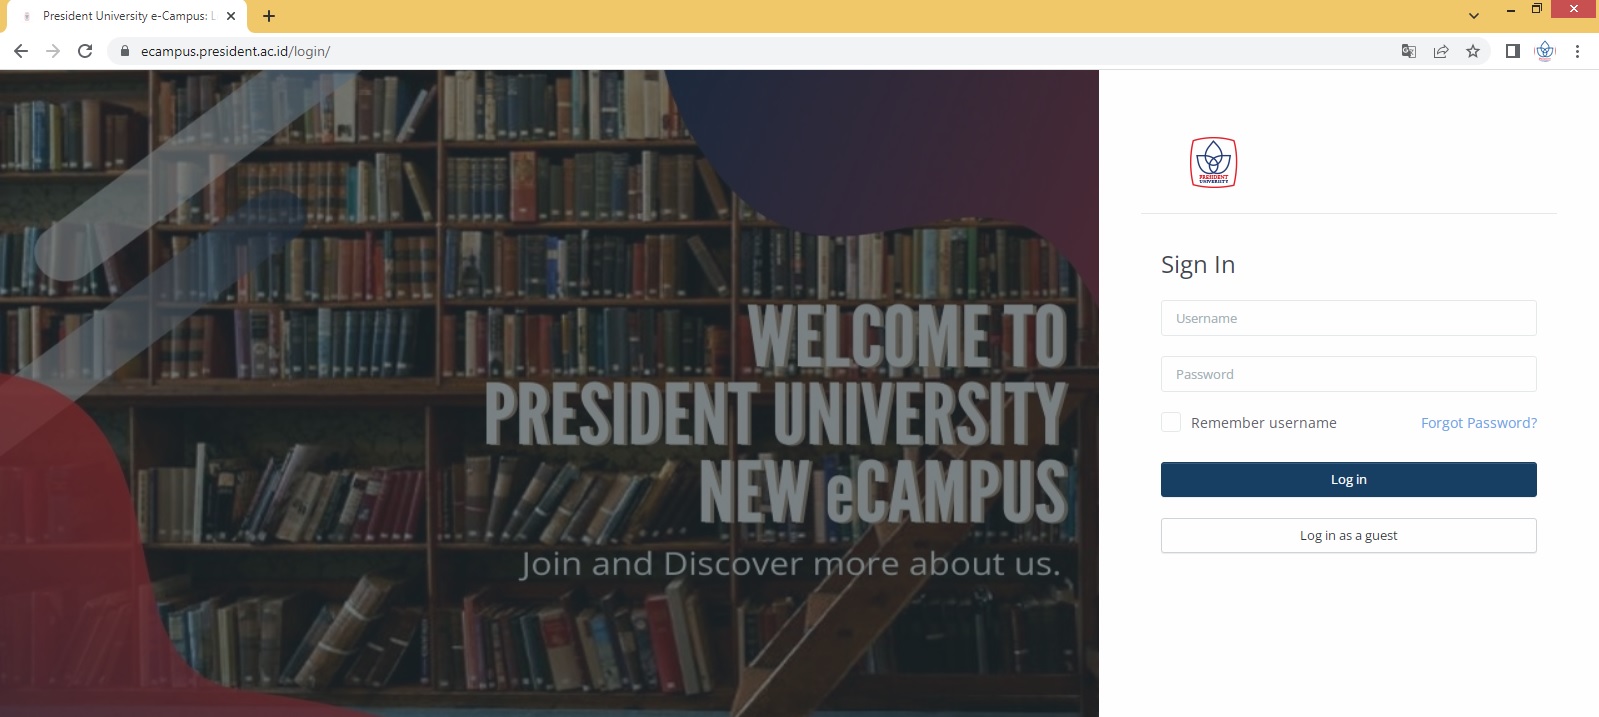 President University e-Campus: L
ecampus.president.ac.id/login/
PRESIDENT
UNIVERSITY
Sign In
Username
Password
Remember username
Forgot Password?
Log in
Log in as a guest
WELCOME TO
PRESIDENT UNIVERSITY
NEW eCAMPUS
Join and Discover more about us.